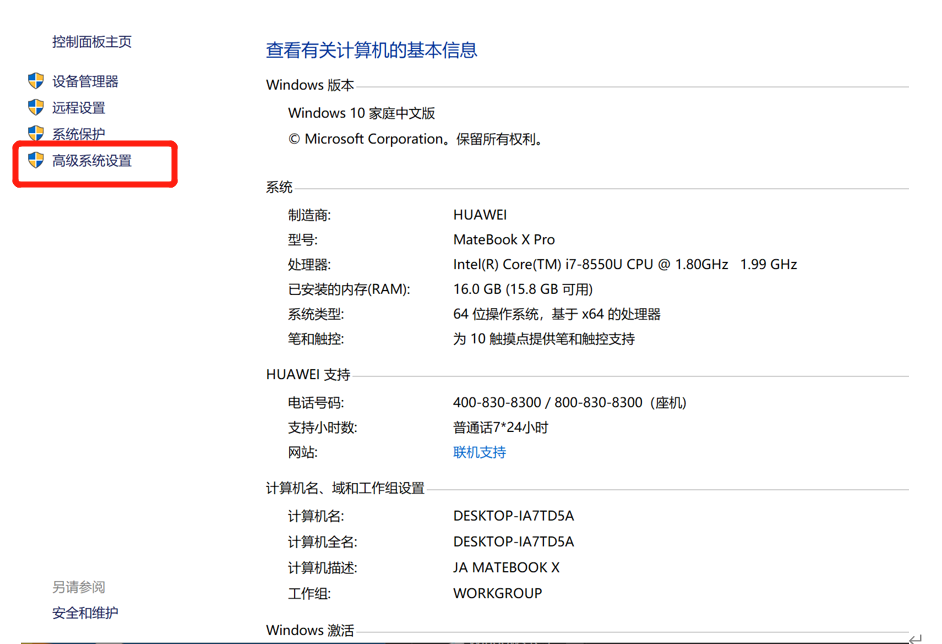 控制面板主页
设备管理器
远程设置
系统保护
高级系统设置
另请参阅
安全和维护
查看有关计算机的基本信息
Windows 版本
Windows 10 家庭中文版
© Microsoft Corporation。保留所有权利。
系统
制造商: HUAWEI
型号: MateBook X Pro
处理器: Intel(R) Core(TM) i7-8550U CPU @ 1.80GHz 1.99 GHz
已安装的内存(RAM): 16.0 GB (15.8 GB 可用)
系统类型: 64 位操作系统，基于 x64 的处理器
笔和触控: 为 10 触摸点提供笔和触控支持
HUAWEI 支持
电话号码: 400-830-8300 / 800-830-8300（座机)
支持小时数: 普通话7*24小时
网站: 联机支持
计算机名、域和工作组设置
计算机名: DESKTOP-IA7TD5A
计算机全名: DESKTOP-IA7TD5A
计算机描述: JA MATEBOOK X
工作组: WORKGROUP
Windows 激活